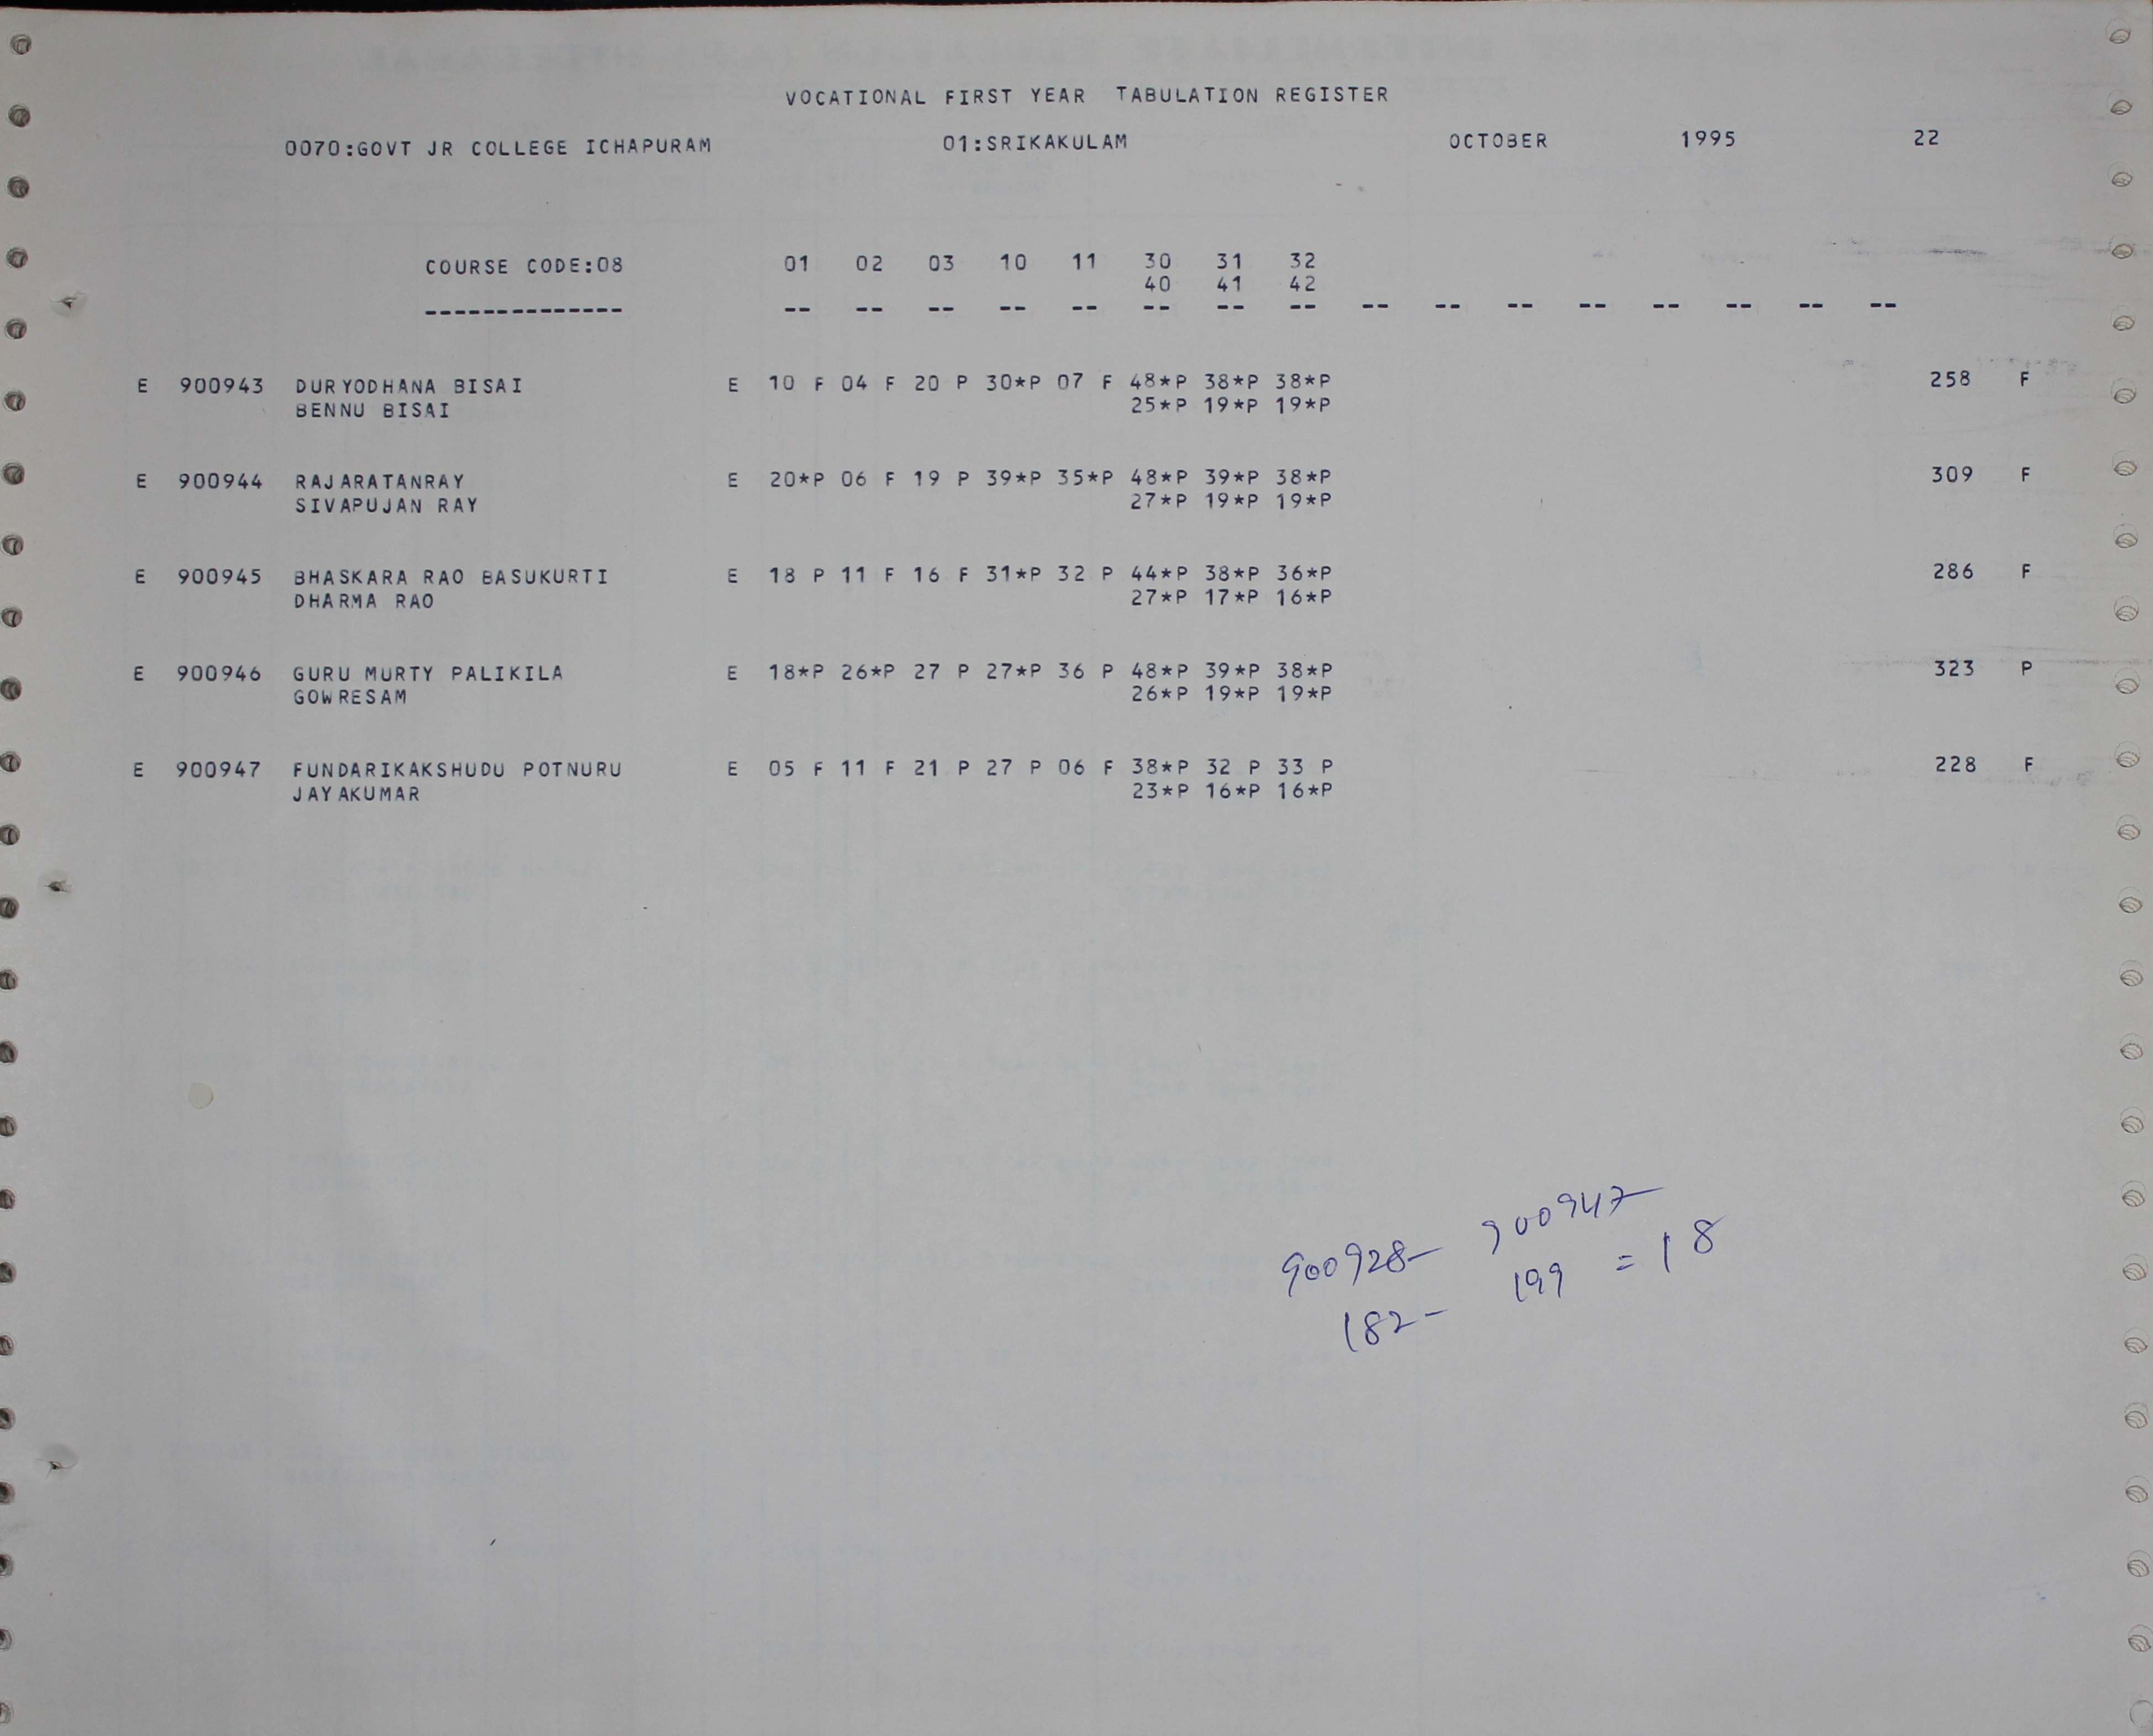 VOCATIONAL FIRST YEAR TABULATION REGISTER
0070:GOVT JR COLLEGE ICHAPURAM 01:SRIKAKULAM OCTOBER 1995 22
COURSE CODE:08 01 02 03 10 11 30 31 32
40 41 42
-------------- -- -- -- -- -- -- -- -- -- -- -- -- -- -- -- --
E 900943 DURYODHANA BISAI E 10 F 04 F 20 P 30*P 07 F 48*P 38*P 38*P 258 F
BENNU BISAI 25*P 19*P 19*P
E 900944 RAJARATANRAY E 20*P 06 F 19 P 39*P 35*P 48*P 39*P 38*P 309 F
SIVAPUJAN RAY 27*P 19*P 19*P
E 900945 BHASKARA RAO BASUKURTI E 18 P 11 F 16 F 31*P 32 P 44*P 38*P 36*P 286 F
DHARMA RAO 27*P 17*P 16*P
E 900946 GURU MURTY PALIKILA E 18*P 26*P 27 P 27*P 36 P 48*P 39*P 38*P 323 P
GOWRESAM 26*P 19*P 19*P
E 900947 FUNDARIKAKSHUDU POTNURU E 05 F 11 F 21 P 27 P 06 F 38*P 32 P 33 P 228 F
JAYAKUMAR 23*P 16*P 16*P
900928- 900947
182- 199 = 18